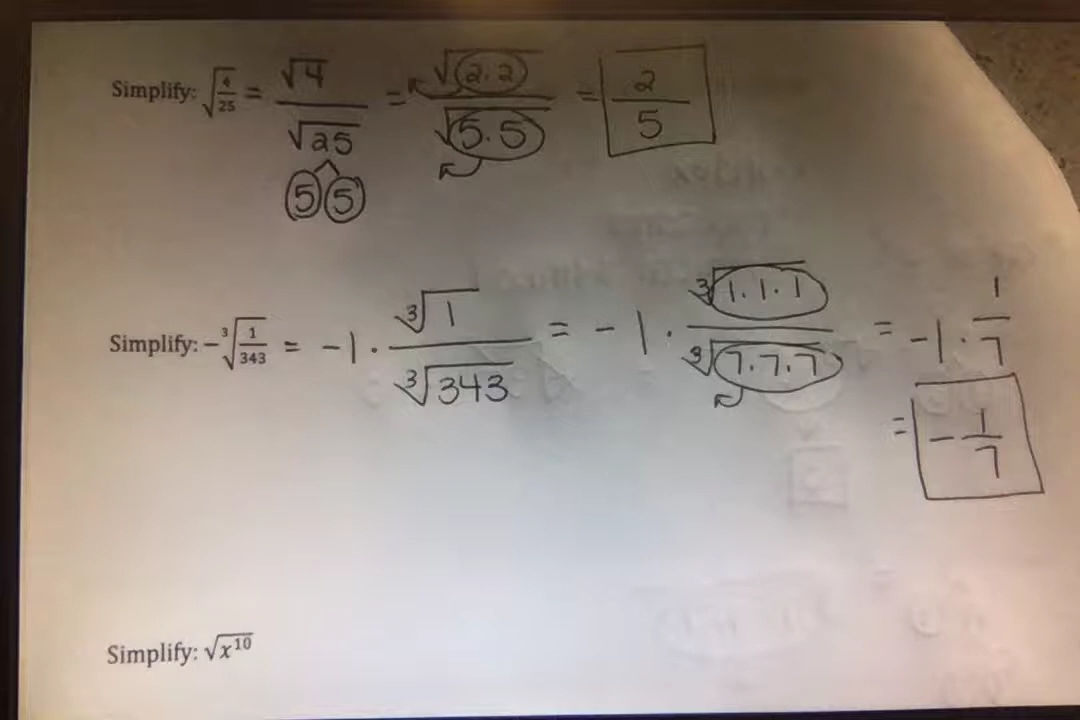 Simplify: √(4/25) = √4/√25 = √(2·2)/√(5·5) = 2/5
5 5
Simplify: -∛(1/343) = -1 · ∛1/∛343 = -1 · ∛(1·1·1)/∛(7·7·7) = -1 · 1/7
= -1/7
Simplify: √x¹⁰